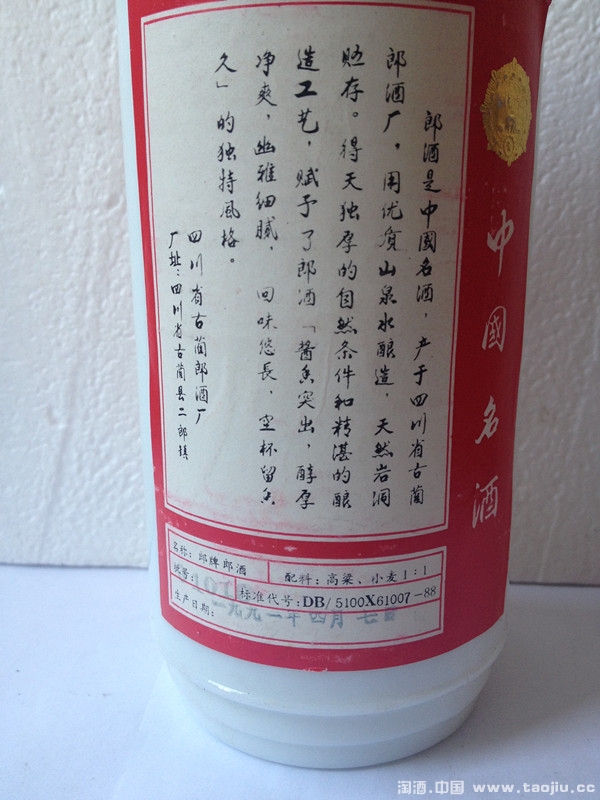 郎酒是中國名酒，产于四川省古蔺
郎酒厂，用优质山泉水酿造，天然岩洞
贮存。得天独厚的自然条件和精湛的酿
造工艺，赋予了郎酒「酱香突出，醇厚
净爽，幽雅细腻，回味悠長，空杯留香
久」的独特風格。
四川省古蔺郎酒厂
厂址：四川省古蔺县二郎镇
中國名酒
名称：郎牌郎酒
配料：高粱、小麦1：1
批号：
标准代号：DB/5100X61007-88
生产日期：
一九九一年四月七日
淘酒.中国 www.taojiu.cc